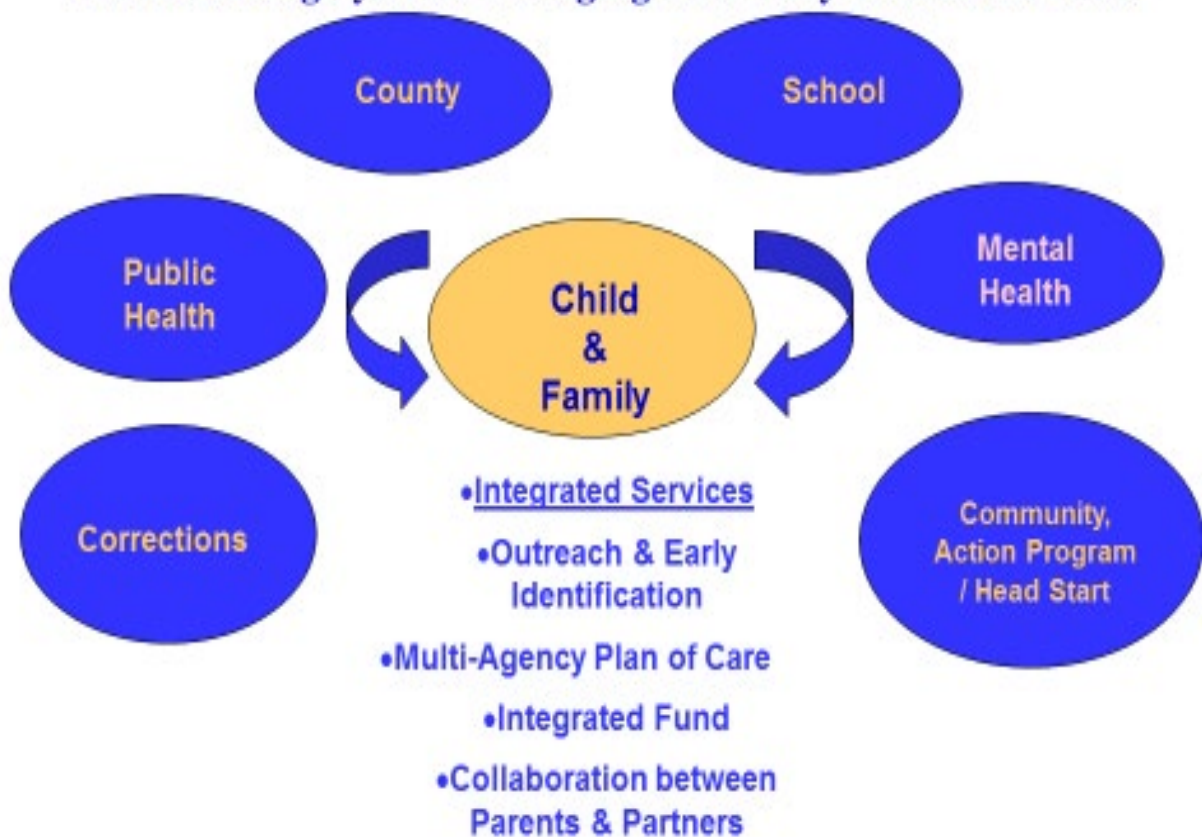 County
School
Public
Health
Mental
Health
Child
&
Family
Corrections
Community,
Action Program
/ Head Start
•Integrated Services
•Outreach & Early
Identification
•Multi-Agency Plan of Care
•Integrated Fund
•Collaboration between
Parents & Partners